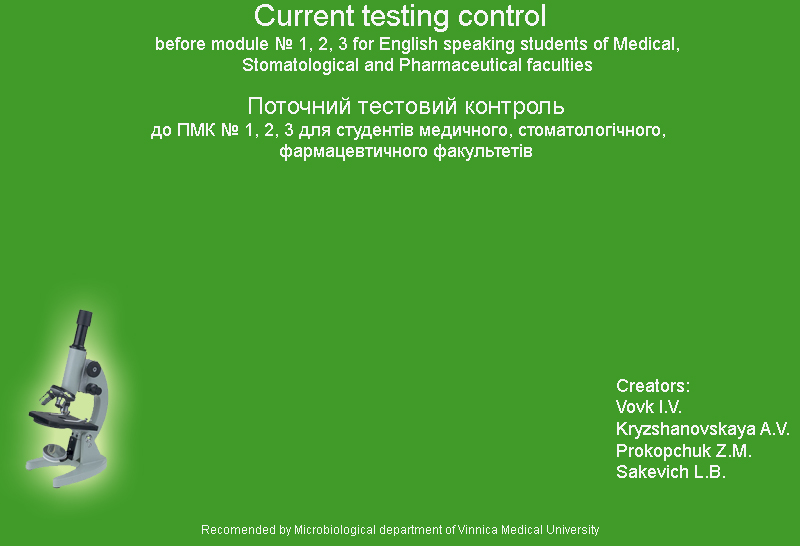 Current testing control
before module № 1, 2, 3 for English speaking students of Medical,
Stomatological and Pharmaceutical faculties
Поточний тестовий контроль
до ПМК № 1, 2, 3 для студентів медичного, стоматологічного,
фармацевтичного факультетів
Creators:
Vovk I.V.
Kryzshanovskaya A.V.
Prokopchuk Z.M.
Sakevich L.B.
Recomended by Microbiological department of Vinnica Medical University